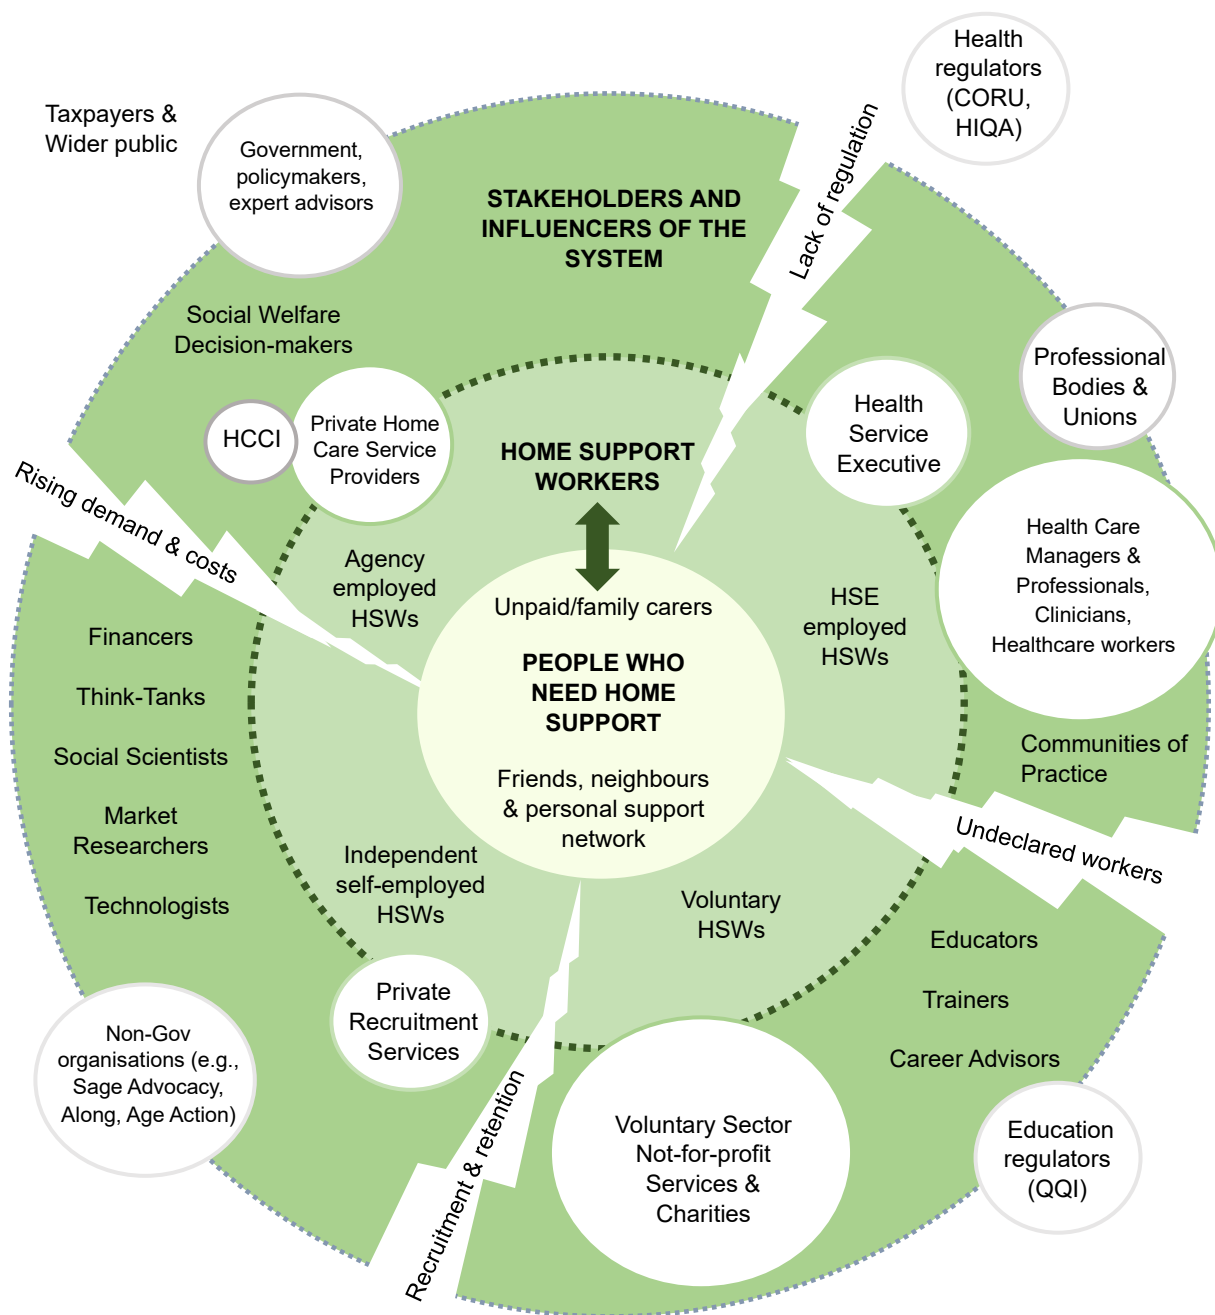 Health
regulators
(CORU,
HIQA)
Taxpayers &
Wider public
Government,
policymakers,
expert advisors
STAKEHOLDERS AND
INFLUENCERS OF THE
SYSTEM
Lack of regulation
Social Welfare
Decision-makers
Professional
Bodies &
Unions
HCCI
Private Home
Care Service
Providers
HOME SUPPORT
WORKERS
Health
Service
Executive
Rising demand & costs
Agency
employed
HSWs
Health Care
Managers &
Professionals,
Clinicians,
Healthcare workers
Unpaid/family carers
PEOPLE WHO
NEED HOME
SUPPORT
Friends, neighbours
& personal support
network
HSE
employed
HSWs
Financers
Think-Tanks
Social Scientists
Market
Researchers
Technologists
Communities of
Practice
Undeclared workers
Independent
self-employed
HSWs
Voluntary
HSWs
Educators
Trainers
Career Advisors
Private
Recruitment
Services
Non-Gov
organisations (e.g.,
Sage Advocacy,
Along, Age Action)
Recruitment & retention
Voluntary Sector
Not-for-profit
Services &
Charities
Education
regulators
(QQI)